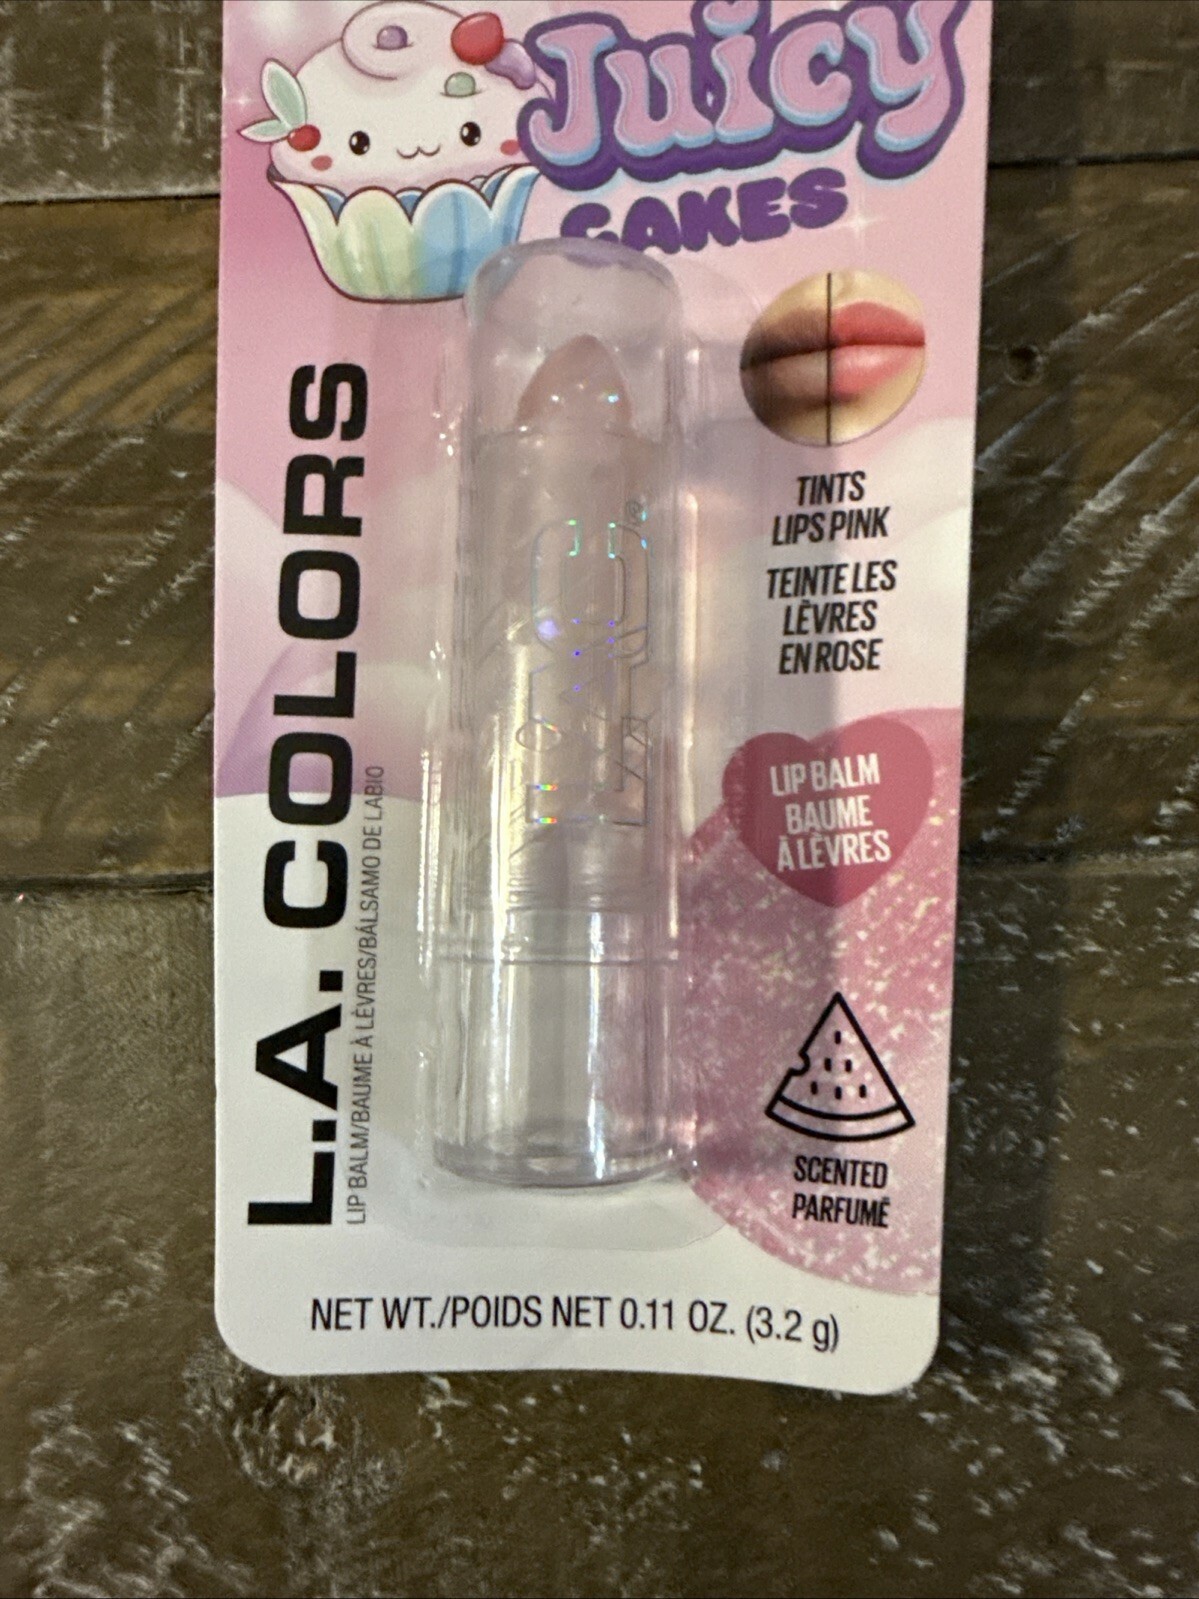 Juicy
CAKES
TINTS
LIPS PINK
TEINTE LES
LÈVRES
EN ROSE
L.A. COLORS
LIP BALM/BAUME À LÈVRES/BÁLSAMO DE LABIO
L.A.C®
LIP BALM
BAUME
À LÈVRES
SCENTED
PARFUMÉ
NET WT./POIDS NET 0.11 OZ. (3.2 g)